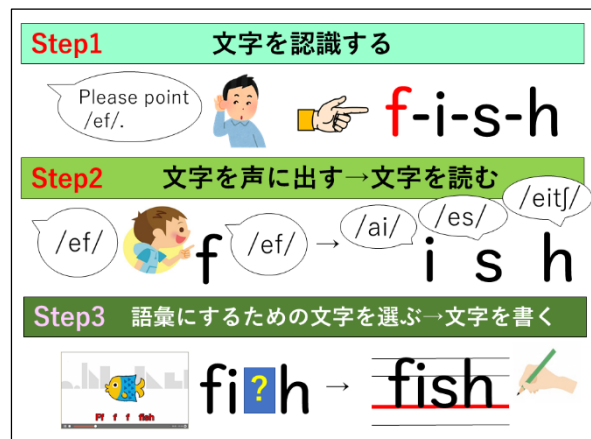 Step1 文字を認識する
Please point
/ef/.
f-i-s-h
Step2 文字を声に出す→文字を読む
/ef/ f /ef/ → /ai/ i /es/ s /eitʃ/ h
Step3 語彙にするための文字を選ぶ→文字を書く
Ff f f fish
fi?h → fish